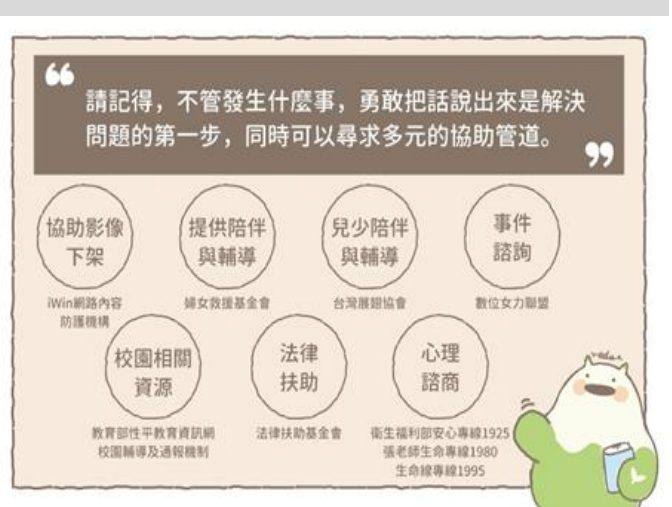 請記得，不管發生什麼事，勇敢把話說出來是解決
問題的第一步，同時可以尋求多元的協助管道。
協助影像
下架
iWin網路內容
防護機構
提供陪伴
與輔導
婦女救援基金會
兒少陪伴
與輔導
台灣展翅協會
事件
諮詢
數位女力聯盟
校園相關
資源
教育部性平教育資訊網
校園輔導及通報機制
法律
扶助
法律扶助基金會
心理
諮商
衛生福利部安心專線1925
張老師生命專線1980
生命線專線1995